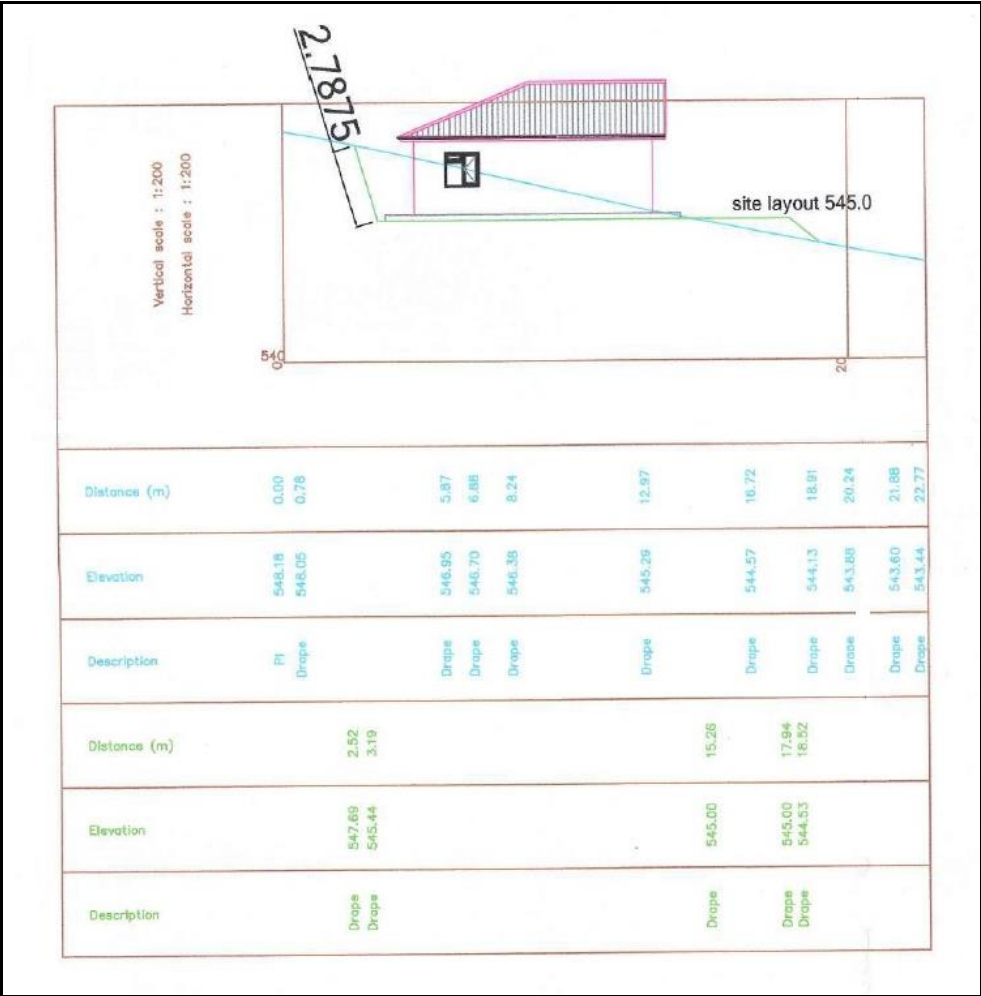 2.7875
site layout 545.0
Vertical scale : 1:200
Horizontal scale : 1:200
540
0
20
Distance (m) 0.00 0.78 5.87 6.88 8.24 12.97 16.72 18.91 20.24 21.88 22.77
Elevation 548.18 548.05 546.95 546.70 546.38 545.29 544.57 544.13 543.88 543.60 543.44
Description PI Drape Drape Drape Drape Drape Drape Drape Drape Drape Drape
Distance (m) 2.52 3.19 15.26 17.94 18.52
Elevation 547.69 545.44 545.00 545.00 544.53
Description Drape Drape Drape Drape Drape